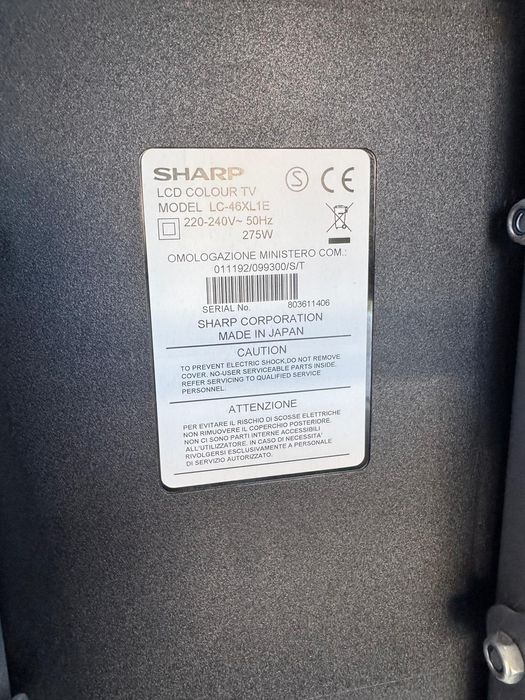 SHARP
LCD COLOUR TV
MODEL LC-46XL1E
220-240V~ 50Hz
275W
S CE
OMOLOGAZIONE MINISTERO COM.:
011192/099300/S/T
SERIAL No. 803611406
SHARP CORPORATION
MADE IN JAPAN
CAUTION
TO PREVENT ELECTRIC SHOCK,DO NOT REMOVE
COVER. NO-USER SERVICEABLE PARTS INSIDE.
REFER SERVICING TO QUALIFIED SERVICE
PERSONNEL.
ATTENZIONE
PER EVITARE IL RISCHIO DI SCOSSE ELETTRICHE
NON RIMUOVERE IL COPERCHIO POSTERIORE.
NON CI SONO PARTI INTERNE ACCESSIBILI
ALL'UTILIZZATORE. IN CASO DI NECESSITA'
RIVOLGERSI ESCLUSIVAMENTE A PERSONALE
DI SERVIZIO AUTORIZZATO.